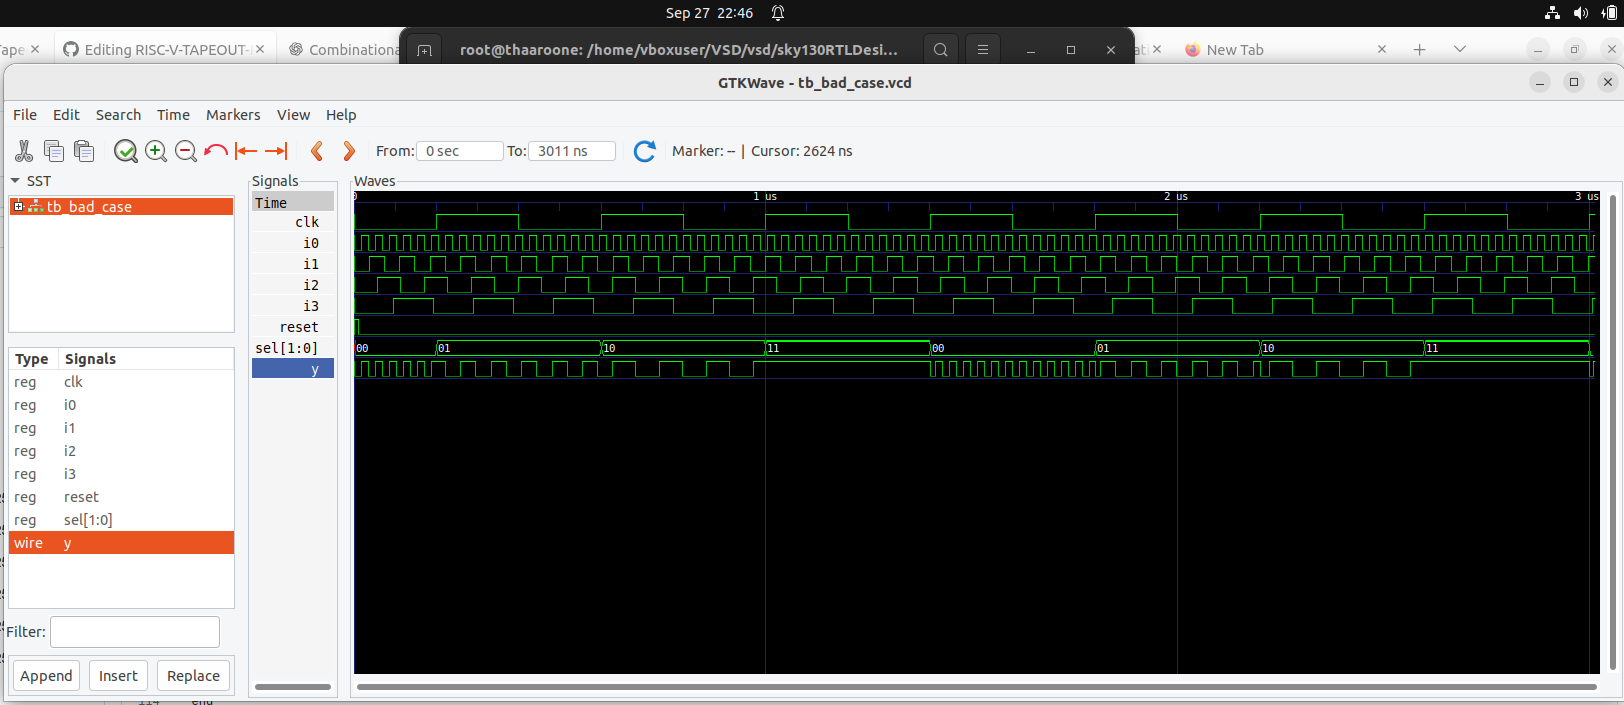 Sep 27 22:46
Editing RISC-V-TAPEOUT-
Combinationa
root@thaaroone: /home/vboxuser/VSD/vsd/sky130RTLDesi...
New Tab
GTKWave - tb_bad_case.vcd
File Edit Search Time Markers View Help
From: 0 sec To: 3011 ns Marker: -- | Cursor: 2624 ns
SST
tb_bad_case
Type Signals
reg clk
reg i0
reg i1
reg i2
reg i3
reg reset
reg sel[1:0]
wire y
Filter:
Append Insert Replace
Signals
Time
clk
i0
i1
i2
i3
reset
sel[1:0]
y
Waves
0 1 us 2 us 3 us
00 01 10 11 00 01 10 11
114 end